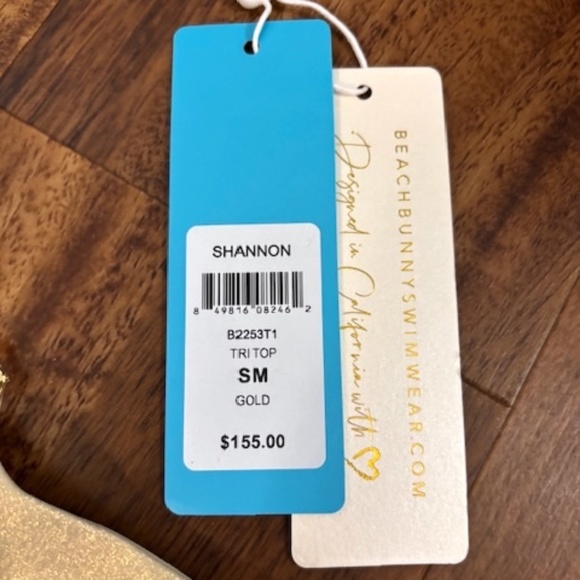 SHANNON
8 49816 08246 2
B2253T1
TRI TOP
SM
GOLD
$155.00
Designed in California with
BEACHBUNNYSWIMWEAR.COM